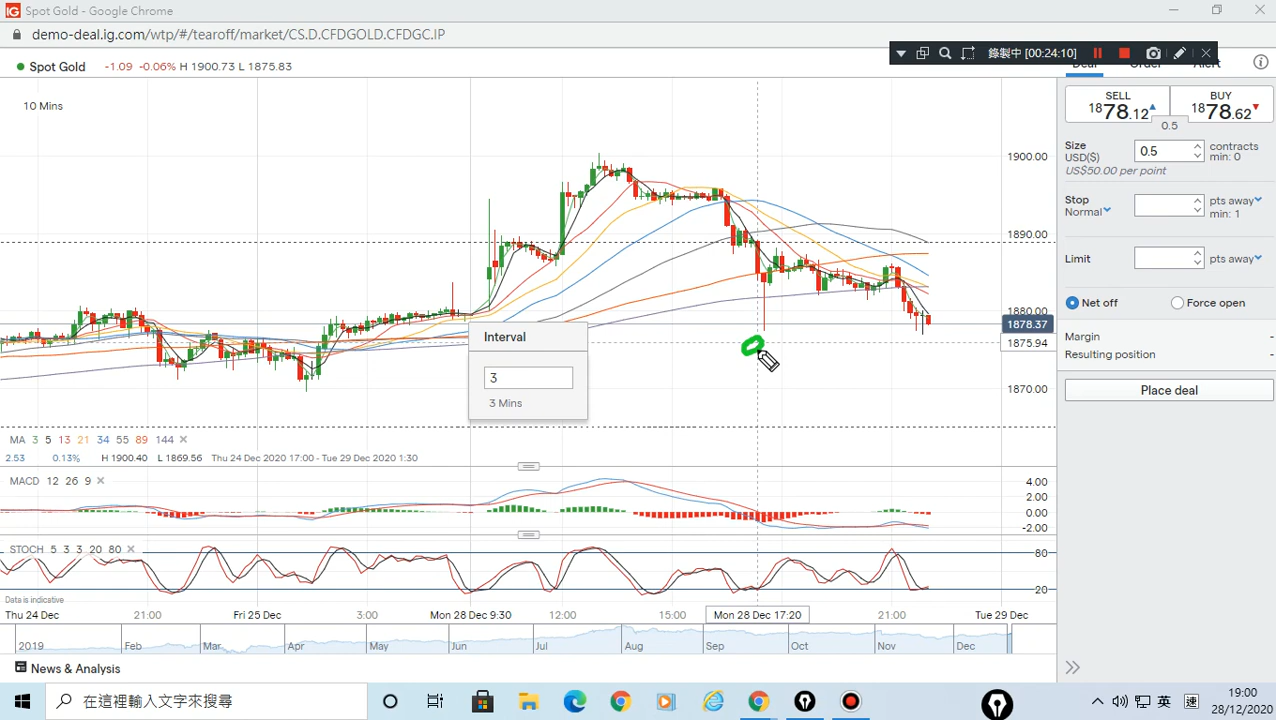 IG Spot Gold - Google Chrome
demo-deal.ig.com/wtp/#/tearoff/market/CS.D.CFDGOLD.CFDGC.IP
錄製中 [00:24:10]
Spot Gold -1.09 -0.06% H 1900.73 L 1875.83
Deal Order Alert
10 Mins
SELL BUY
1878.12 1878.62
0.5
Size
USD($)
0.5
contracts
min: 0
US$50.00 per point
Stop
Normal
pts away
min: 1
Limit
pts away
Net off Force open
Margin -
Resulting position -
Place deal
1900.00
1890.00
1880.00
1878.37
1875.94
1870.00
Interval
3
3 Mins
MA 3 5 13 21 34 55 89 144
2.53 0.13% H 1900.40 L 1869.56 Thu 24 Dec 2020 17:00 - Tue 29 Dec 2020 1:30
MACD 12 26 9
4.00
2.00
0.00
-2.00
STOCH 5 3 3 20 80
80
20
Data is indicative
Thu 24 Dec 21:00 Fri 25 Dec 3:00 Mon 28 Dec 9:30 12:00 15:00 Mon 28 Dec 17:20 21:00 Tue 29 Dec
2019 Feb Mar Apr May Jun Jul Aug Sep Oct Nov Dec
News & Analysis
在這裡輸入文字來搜尋
英
19:00
28/12/2020